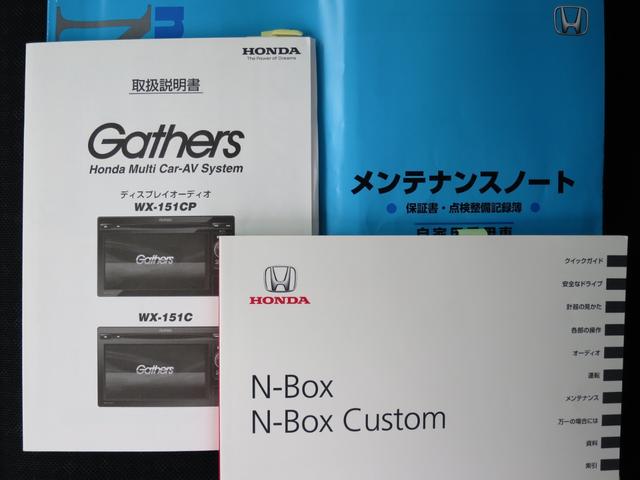 HONDA
The Power of Dreams
取扱説明書
Gathers
Honda Multi Car-AV System
ディスプレイオーディオ
WX-151CP
Gathers
WX-151C
Gathers
メンテナンスノート
保証書・点検整備記録簿
HONDA
N-Box
N-Box Custom
クイックガイド
安全なドライブ
計器の見かた
各部の操作
オーディオ
運転
メンテナンス
万一の場合には
資料
索引